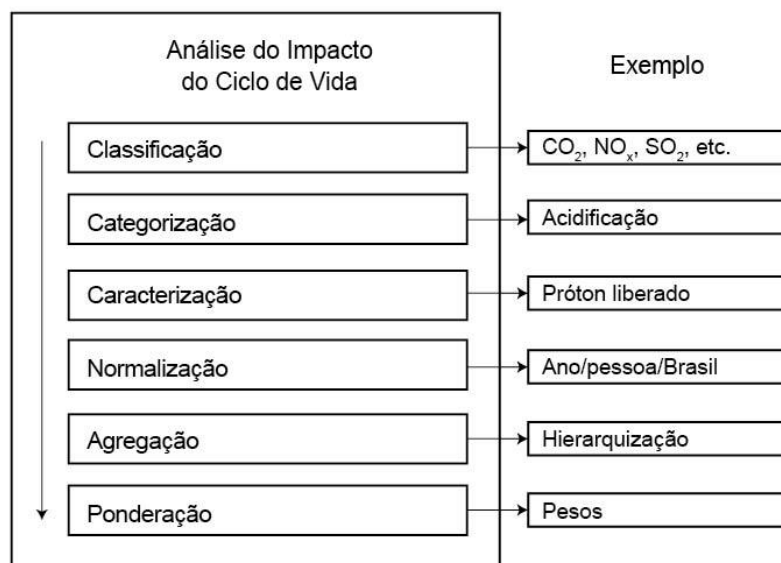 Análise do Impacto
do Ciclo de Vida
Exemplo
Classificação
CO₂, NOₓ, SO₂, etc.
Categorização
Acidificação
Caracterização
Próton liberado
Normalização
Ano/pessoa/Brasil
Agregação
Hierarquização
Ponderação
Pesos